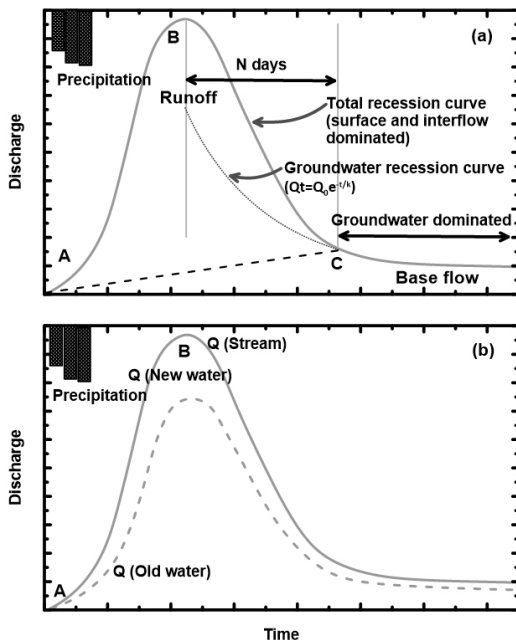 (a)
B
Precipitation
N days
Runoff
Total recession curve
(surface and interflow
dominated)
Groundwater recession curve
(Qt=Q₀e⁻ᵗ/ᵏ)
Groundwater dominated
A
C
Base flow
Discharge
(b)
B
Q (Stream)
Q (New water)
Precipitation
Q (Old water)
A
Discharge
Time